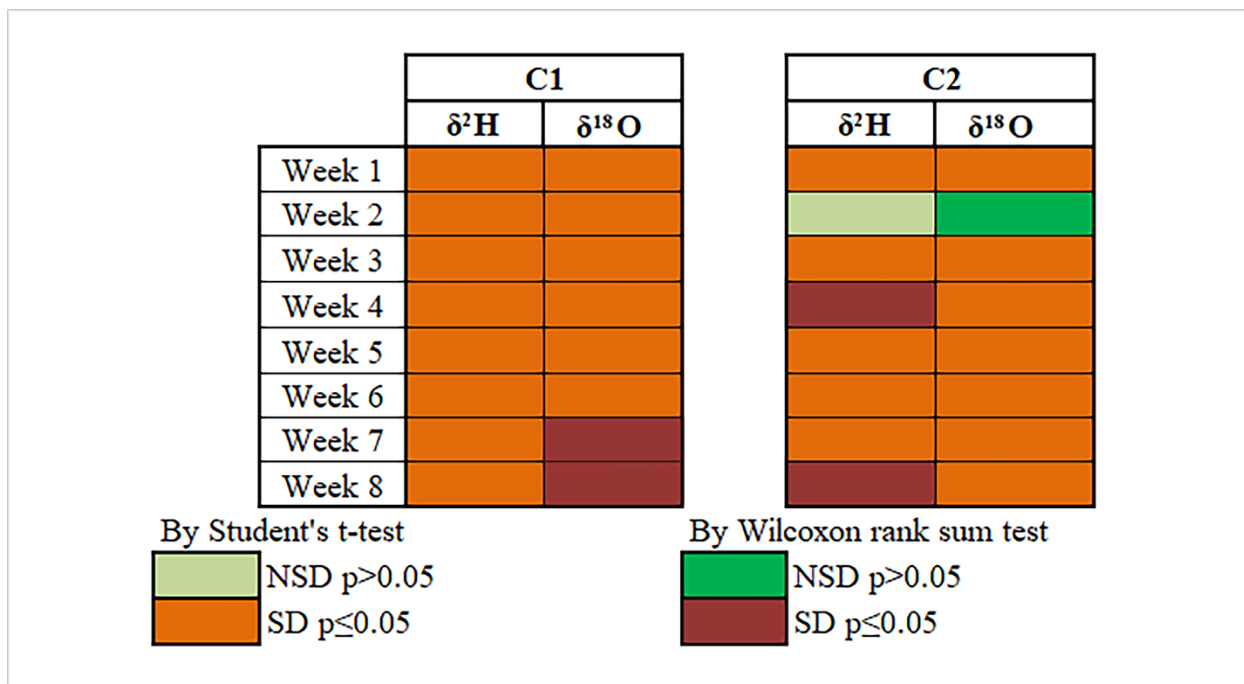 C1 C2
δ²H δ¹⁸O δ²H δ¹⁸O
Week 1
Week 2
Week 3
Week 4
Week 5
Week 6
Week 7
Week 8
By Student's t-test By Wilcoxon rank sum test
NSD p>0.05 NSD p>0.05
SD p≤0.05 SD p≤0.05